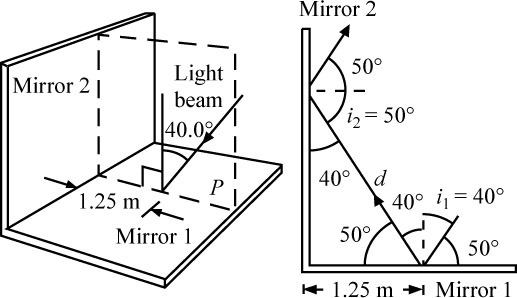 Mirror 2
Light
beam
40.0°
1.25 m
P
Mirror 1
Mirror 2
50°
i₂ = 50°
40°
d
40°
i₁ = 40°
50°
50°
1.25 m
Mirror 1